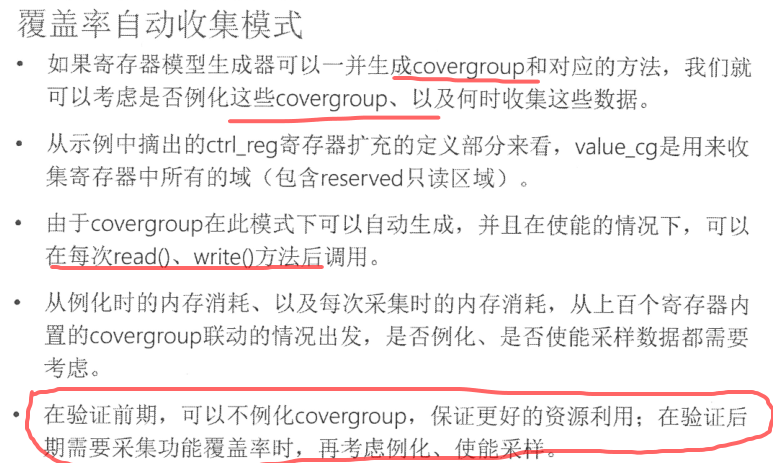 覆盖率自动收集模式
• 如果寄存器模型生成器可以一并生成covergroup和对应的方法，我们就
可以考虑是否例化这些covergroup、以及何时收集这些数据。
• 从示例中摘出的ctrl_reg寄存器扩充的定义部分来看，value_cg是用来收
集寄存器中所有的域（包含reserved只读区域）。
• 由于covergroup在此模式下可以自动生成，并且在使能的情况下，可以
在每次read()、write()方法后调用。
• 从例化时的内存消耗、以及每次采集时的内存消耗，从上百个寄存器内
置的covergroup联动的情况出发，是否例化、是否使能采样数据都需要
考虑。
• 在验证前期，可以不例化covergroup，保证更好的资源利用；在验证后
期需要采集功能覆盖率时，再考虑例化、使能采样。